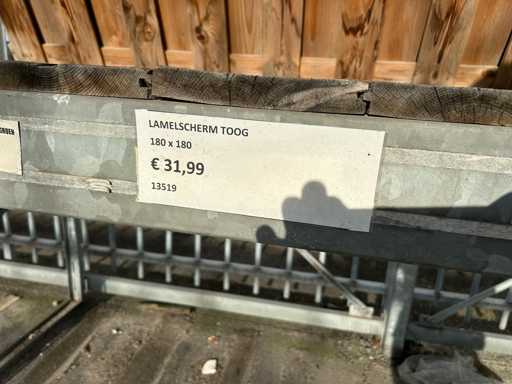 LAMELSCHERM TOOG
180 x 180
€ 31,99
13519